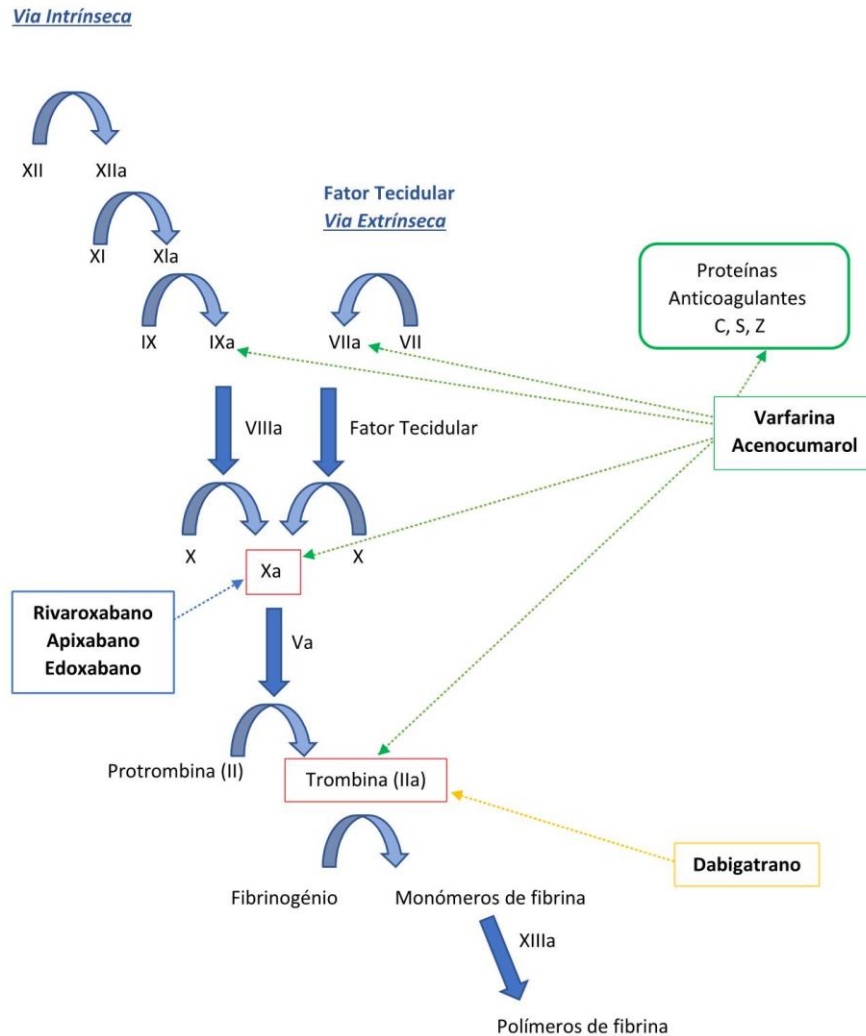 Via Intrínseca
XII XIIa
Fator Tecidular
Via Extrínseca
XI XIa
Proteínas
Anticoagulantes
C, S, Z
IX IXa VIIa VII
Varfarina
Acenocumarol
VIIIa Fator Tecidular
X X
Xa
Rivaroxabano
Apixabano
Edoxabano
Va
Protrombina (II) Trombina (IIa)
Dabigatrano
Fibrinogénio Monómeros de fibrina
XIIIa
Polímeros de fibrina